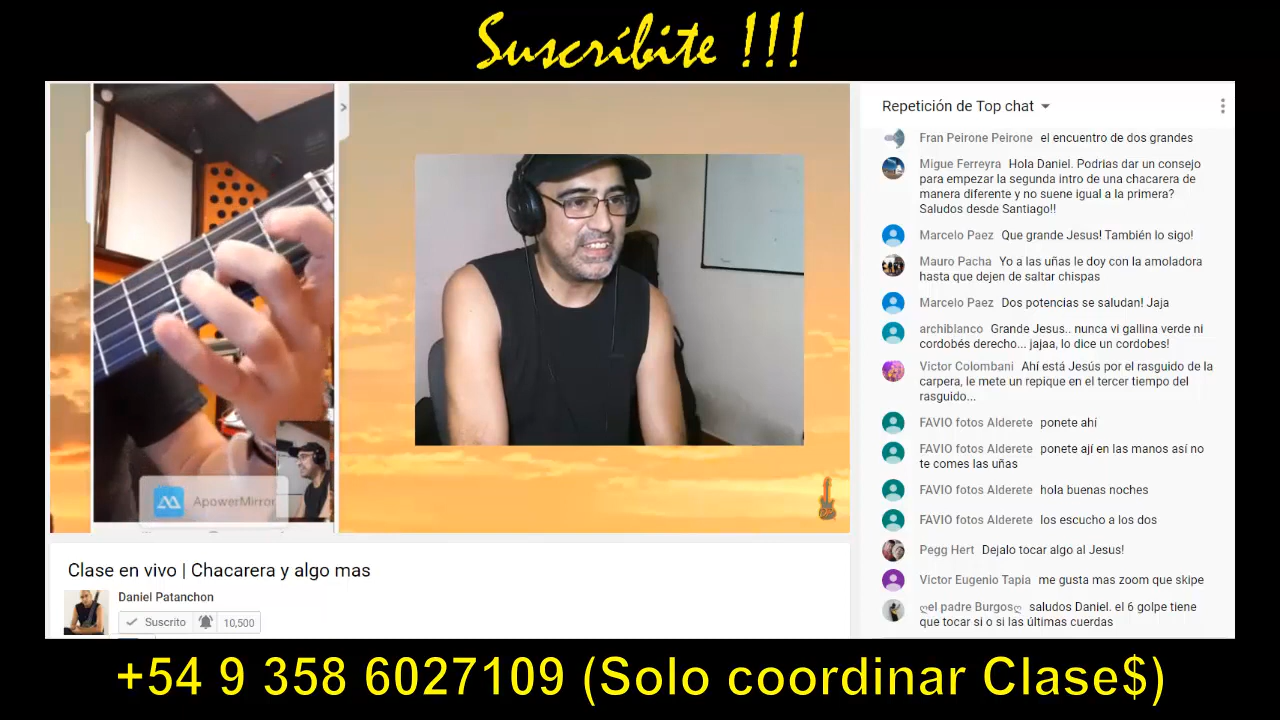 Suscríbite !!!
Repetición de Top chat
Fran Peirone Peirone el encuentro de dos grandes
Migue Ferreyra Hola Daniel. Podrias dar un consejo
para empezar la segunda intro de una chacarera de
manera diferente y no suene igual a la primera?
Saludos desde Santiago!!
Marcelo Paez Que grande Jesus! También lo sigo!
Mauro Pacha Yo a las uñas le doy con la amoladora
hasta que dejen de saltar chispas
Marcelo Paez Dos potencias se saludan! Jaja
archiblanco Grande Jesus.. nunca vi gallina verde ni
cordobés derecho... jajaa, lo dice un cordobes!
Victor Colombani Ahí está Jesús por el rasguido de la
carpera, le mete un repique en el tercer tiempo del
rasguido...
FAVIO fotos Alderete ponete ahí
FAVIO fotos Alderete ponete ají en las manos así no
te comes las uñas
FAVIO fotos Alderete hola buenas noches
FAVIO fotos Alderete los escucho a los dos
Pegg Hert Dejalo tocar algo al Jesus!
Victor Eugenio Tapia me gusta mas zoom que skipe
ღel padre Burgosღ saludos Daniel. el 6 golpe tiene
que tocar si o si las últimas cuerdas
ApowerMirror
Clase en vivo | Chacarera y algo mas
Daniel Patanchon
Suscrito 10,500
+54 9 358 6027109 (Solo coordinar Clase$)